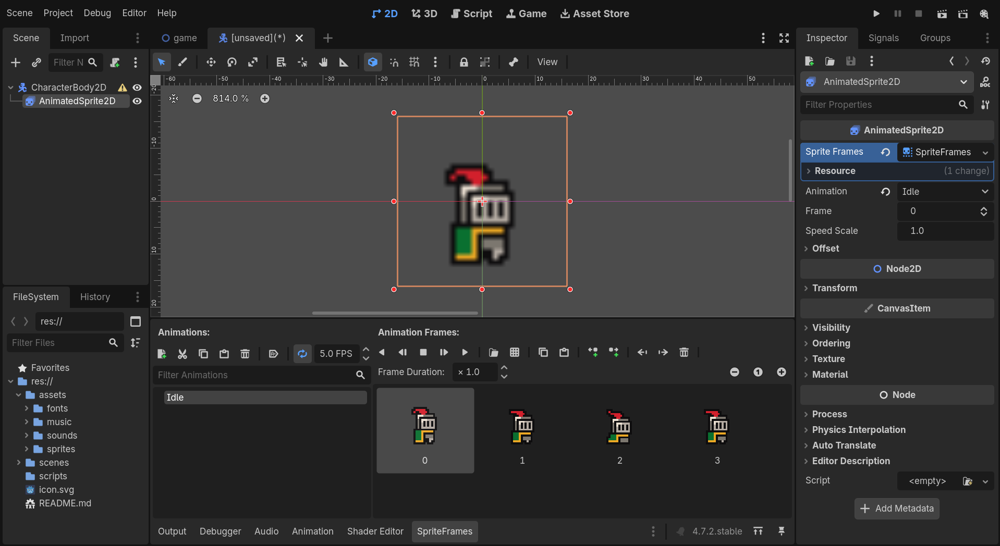 Scene Project Debug Editor Help
2D 3D Script Game Asset Store
Scene Import
game [unsaved](*)
Inspector Signals Groups
Filter N
View
AnimatedSprite2D
Filter Properties
CharacterBody2D
AnimatedSprite2D
-60 -50 -40 -30 -20 -10 0 10 20 30 40 50
-20
-10
0
10
20
814.0 %
AnimatedSprite2D
Sprite Frames SpriteFrames
Resource (1 change)
Animation Idle
Frame 0
Speed Scale 1.0
Offset
Node2D
Transform
CanvasItem
Visibility
Ordering
Texture
Material
Node
Process
Physics Interpolation
Auto Translate
Editor Description
Script <empty>
Add Metadata
FileSystem History
res://
Filter Files
Favorites
res://
assets
fonts
music
sounds
sprites
scenes
scripts
icon.svg
README.md
Animations:
5.0 FPS
Filter Animations
Idle
Animation Frames:
Frame Duration: × 1.0
1
0 1 2 3
Output Debugger Audio Animation Shader Editor SpriteFrames
4.7.2.stable